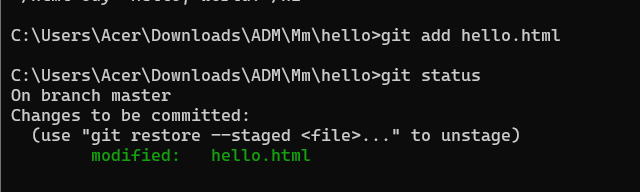 C:\Users\Acer\Downloads\ADM\Mm\hello>git add hello.html
C:\Users\Acer\Downloads\ADM\Mm\hello>git status
On branch master
Changes to be committed:
  (use "git restore --staged <file>..." to unstage)
        modified:   hello.html